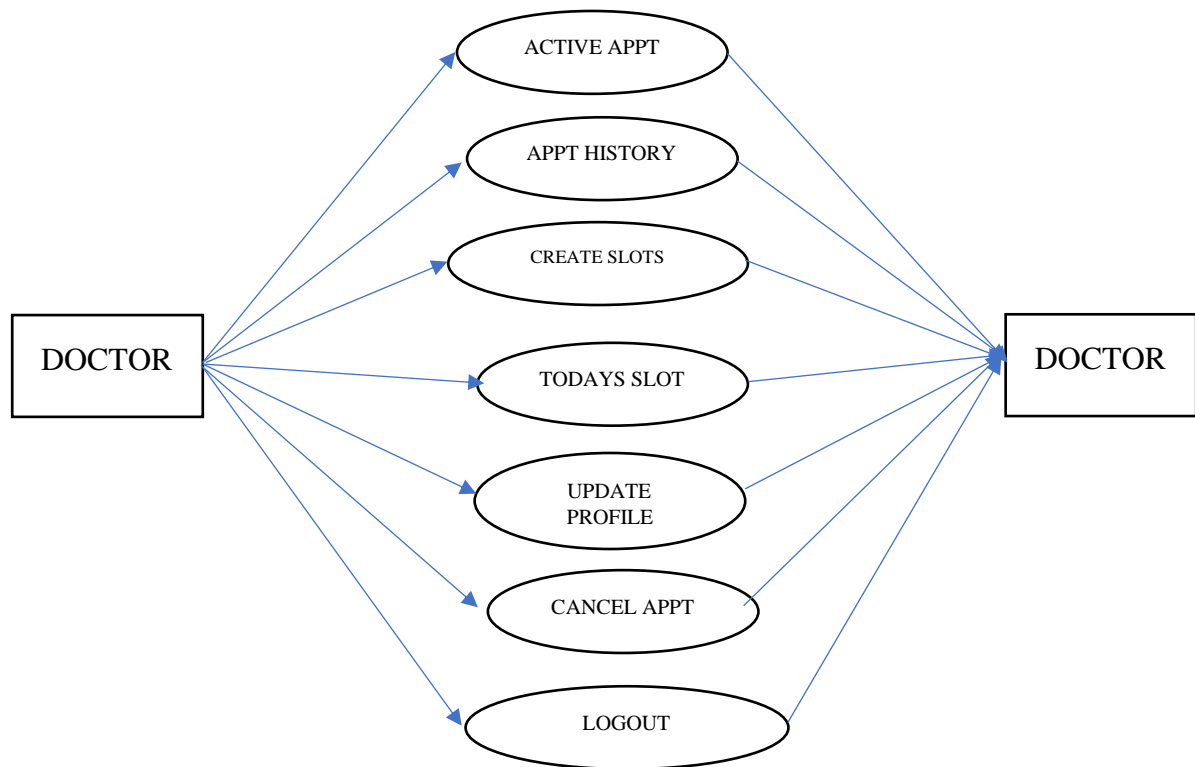 ACTIVE APPT
APPT HISTORY
CREATE SLOTS
DOCTOR
DOCTOR
TODAYS SLOT
UPDATE
PROFILE
CANCEL APPT
LOGOUT